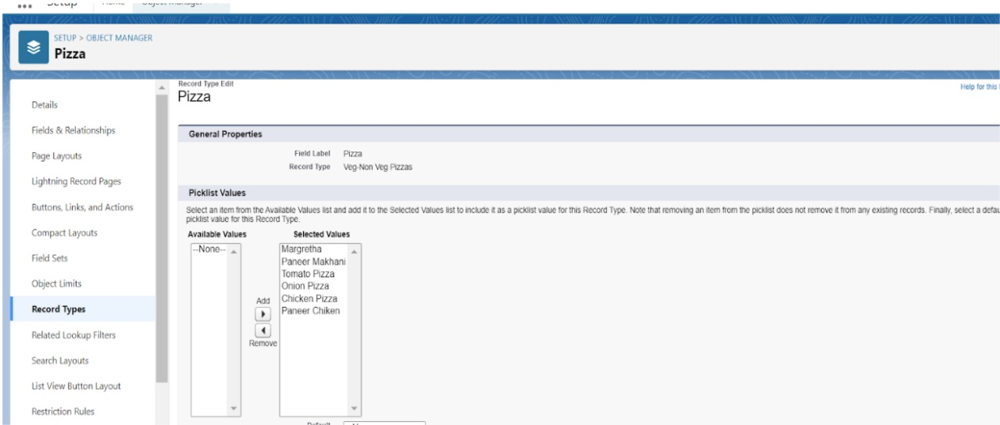 Setup Home Object Manager
SETUP > OBJECT MANAGER
Pizza
Details
Fields & Relationships
Page Layouts
Lightning Record Pages
Buttons, Links, and Actions
Compact Layouts
Field Sets
Object Limits
Record Types
Related Lookup Filters
Search Layouts
List View Button Layout
Restriction Rules
Record Type Edit
Pizza
Help for this
General Properties
Field Label Pizza
Record Type Veg-Non Veg Pizzas
Picklist Values
Select an item from the Available Values list and add it to the Selected Values list to include it as a picklist value for this Record Type. Note that removing an item from the picklist does not remove it from any existing records. Finally, select a defau
picklist value for this Record Type.
Available Values Selected Values
--None--
Margretha
Paneer Makhani
Tomato Pizza
Onion Pizza
Chicken Pizza
Paneer Chiken
Add
Remove
Default